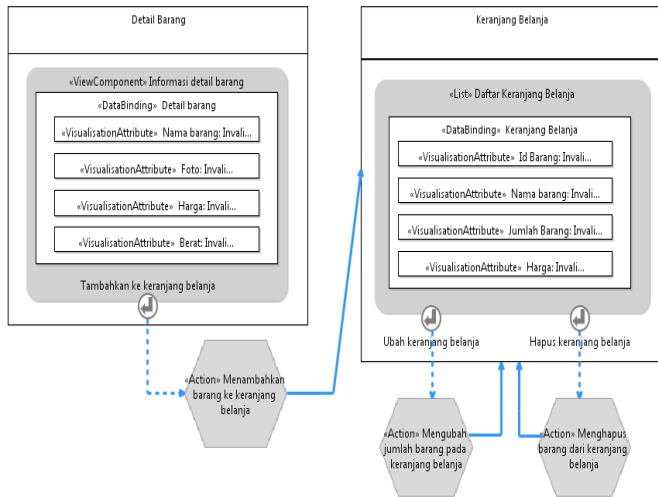 Detail Barang
«ViewComponent» Informasi detail barang
«DataBinding» Detail barang
«VisualisationAttribute» Nama barang: Invali...
«VisualisationAttribute» Foto: Invali...
«VisualisationAttribute» Harga: Invali...
«VisualisationAttribute» Berat: Invali...
Tambahkan ke keranjang belanja
«Action» Menambahkan
barang ke keranjang
belanja
Keranjang Belanja
«List» Daftar Keranjang Belanja
«DataBinding» Keranjang Belanja
«VisualisationAttribute» Id Barang: Invali...
«VisualisationAttribute» Nama barang: Invali...
«VisualisationAttribute» Jumlah Barang: Invali...
«VisualisationAttribute» Harga: Invali...
Ubah keranjang belanja
Hapus keranjang belanja
«Action» Mengubah
jumlah barang pada
keranjang belanja
«Action» Menghapus
barang dari keranjang
belanja